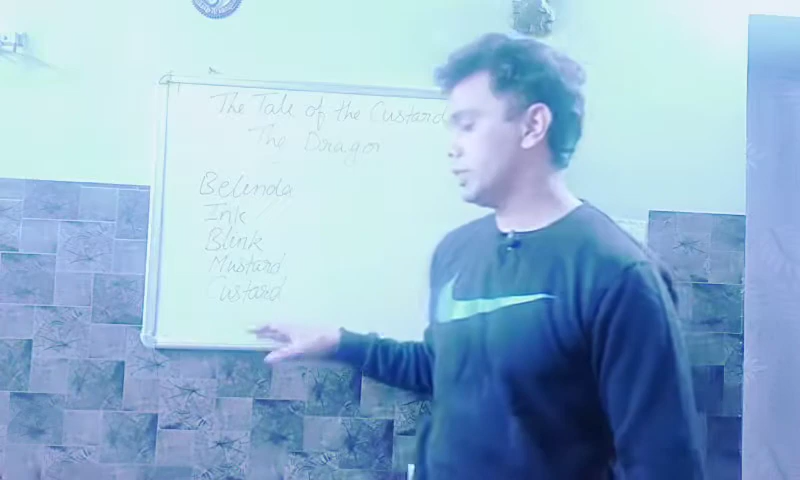 The Tale of the Custard
The Dragon
Belinda
Ink
Blink
Mustard
Custard